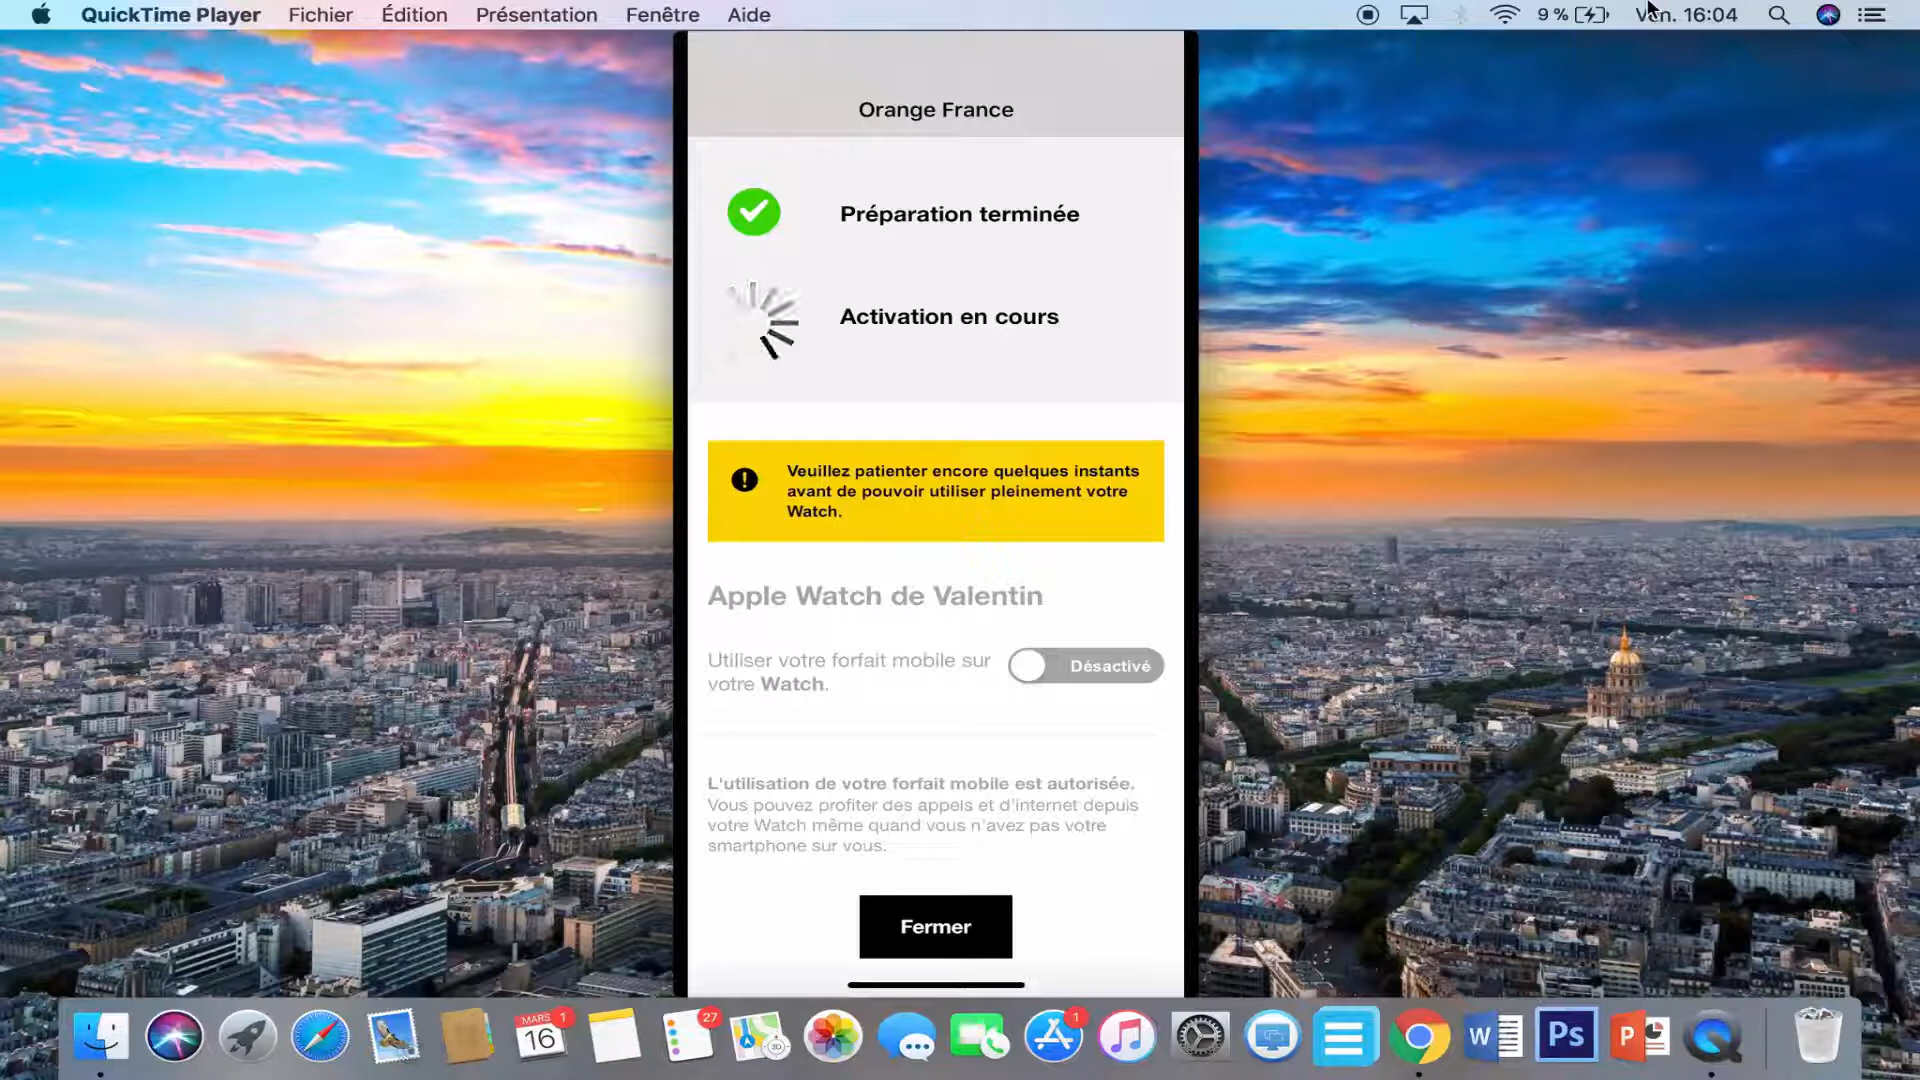 QuickTime Player Fichier Édition Présentation Fenêtre Aide 9 % 16:04
Orange France
Préparation terminée
Activation en cours
Veuillez patienter encore quelques instants
avant de pouvoir utiliser pleinement votre
Watch.
Apple Watch de Valentin
Utiliser votre forfait mobile sur
votre Watch.
Désactivé
L'utilisation de votre forfait mobile est autorisée.
Vous pouvez profiter des appels et d'internet depuis
votre Watch même quand vous n'avez pas votre
smartphone sur vous.
Fermer
MARS 1
16
27
3D
1
W
Ps
P